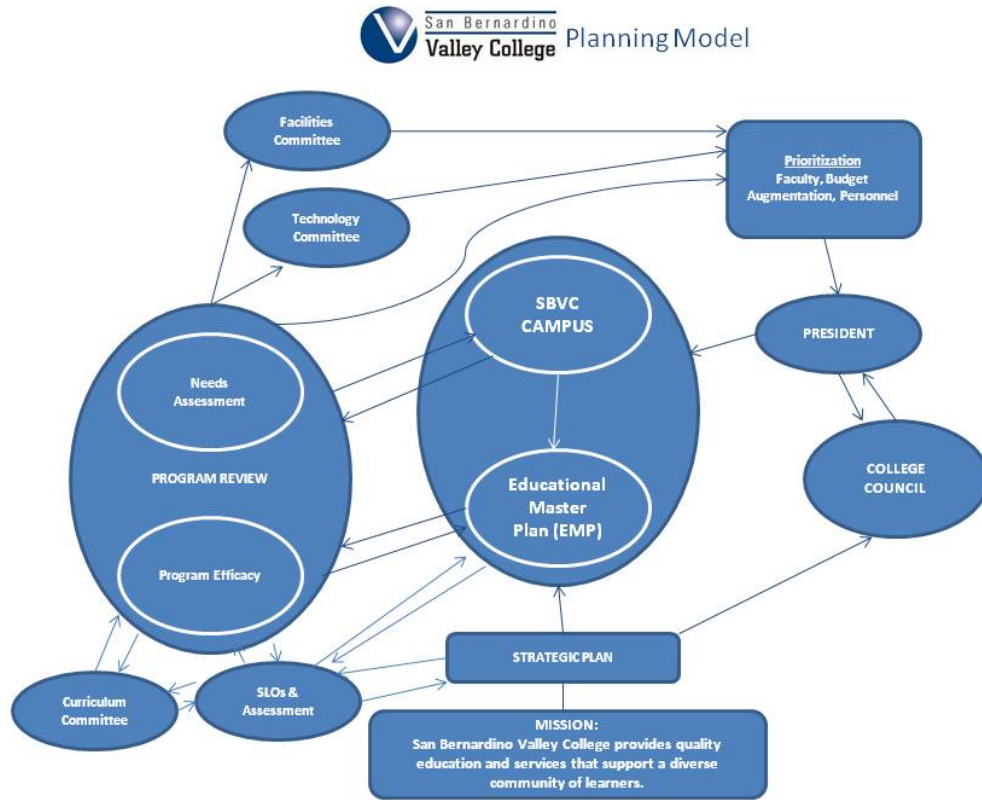 San Bernardino
Valley College
Planning Model
Facilities
Committee
Prioritization
Faculty, Budget
Augmentation, Personnel
Technology
Committee
SBVC
CAMPUS
PRESIDENT
Needs
Assessment
PROGRAM REVIEW
COLLEGE
COUNCIL
Educational
Master
Plan (EMP)
Program Efficacy
STRATEGIC PLAN
SLOs &
Assessment
Curriculum
Committee
MISSION:
San Bernardino Valley College provides quality
education and services that support a diverse
community of learners.